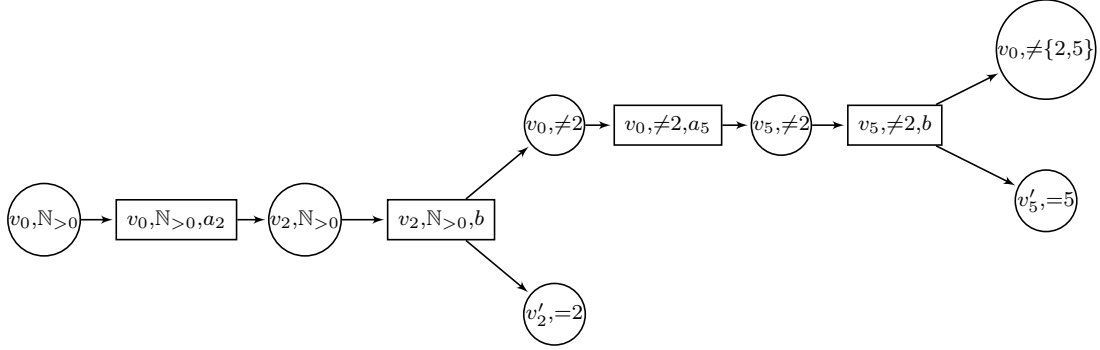 v₀,≠{2,5}
v₀,≠2
v₀,≠2,a₅
v₅,≠2
v₅,≠2,b
v₀,ℕ>0
v₀,ℕ>0,a₂
v₂,ℕ>0
v₂,ℕ>0,b
v′₅,=5
v′₂,=2